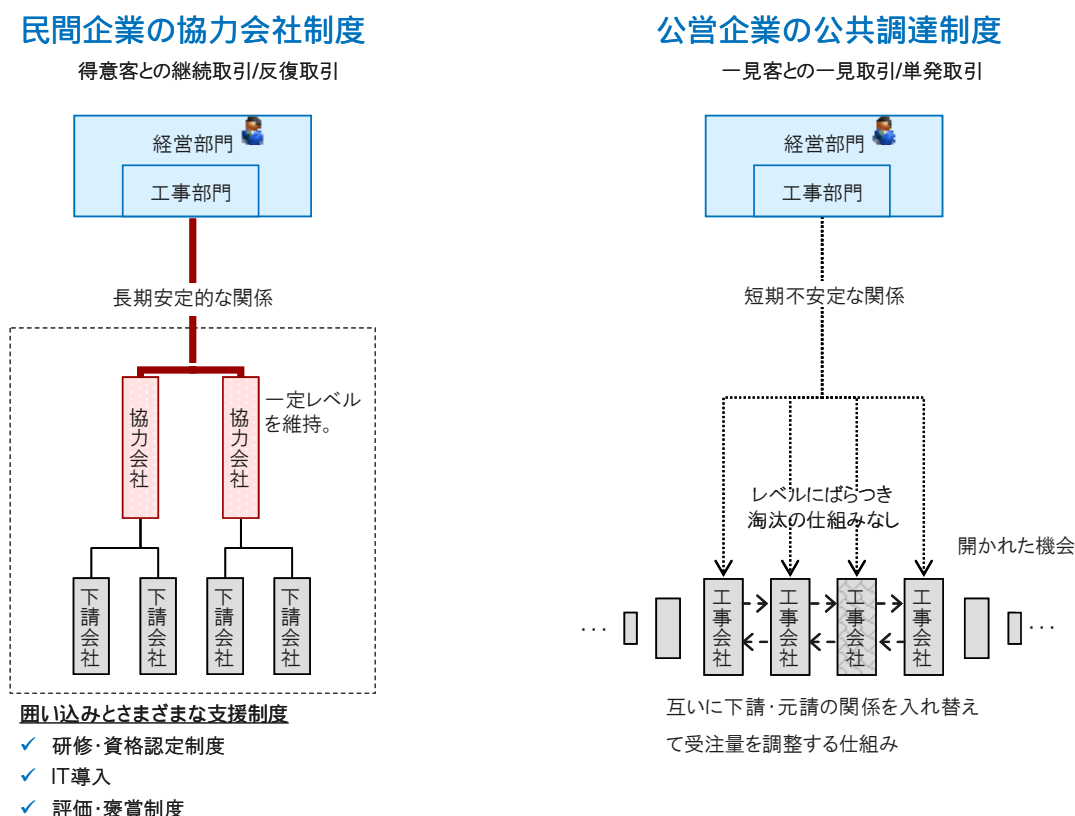 民間企業の協力会社制度
得意客との継続取引/反復取引
経営部門
工事部門
長期安定的な関係
協力会社
協力会社
一定レベル
を維持。
下請会社
下請会社
下請会社
下請会社
囲い込みとさまざまな支援制度
✓ 研修・資格認定制度
✓ IT導入
✓ 評価・褒賞制度
公営企業の公共調達制度
一見客との一見取引/単発取引
経営部門
工事部門
短期不安定な関係
レベルにばらつき
淘汰の仕組みなし
開かれた機会
...
工事会社
工事会社
工事会社
工事会社
...
互いに下請・元請の関係を入れ替え
て受注量を調整する仕組み